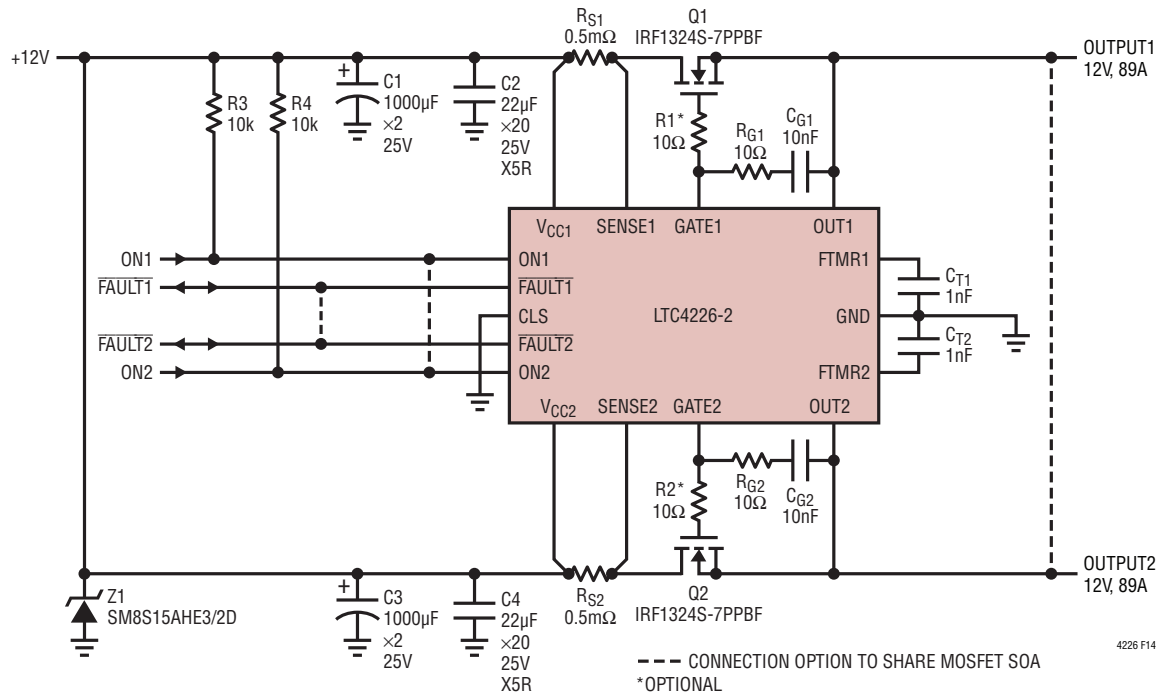 +12V
R3
10k
R4
10k
+
C1
1000µF
×2
25V
C2
22µF
×20
25V
X5R
RS1
0.5mΩ
Q1
IRF1324S-7PPBF
R1*
10Ω
RG1
10Ω
CG1
10nF
OUTPUT1
12V, 89A
VCC1
SENSE1
GATE1
OUT1
ON1
FAULT1
FAULT2
ON2
ON1
FAULT1
CLS
FAULT2
ON2
LTC4226-2
FTMR1
GND
FTMR2
CT1
1nF
CT2
1nF
VCC2
SENSE2
GATE2
OUT2
R2*
10Ω
RG2
10Ω
CG2
10nF
Z1
SM8S15AHE3/2D
+
C3
1000µF
×2
25V
C4
22µF
×20
25V
X5R
RS2
0.5mΩ
Q2
IRF1324S-7PPBF
OUTPUT2
12V, 89A
4226 F14
CONNECTION OPTION TO SHARE MOSFET SOA
*OPTIONAL